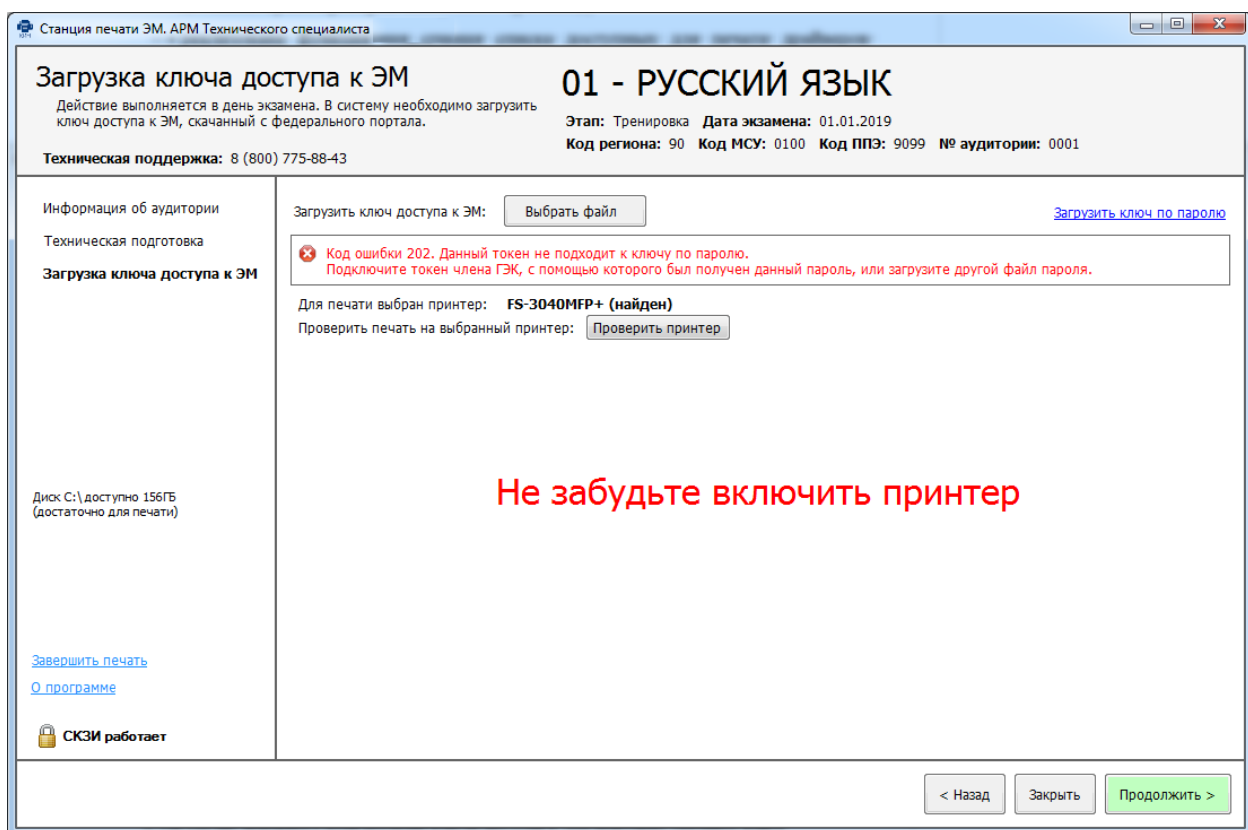 Станция печати ЭМ. АРМ Технического специалиста
Загрузка ключа доступа к ЭМ
Действие выполняется в день экзамена. В систему необходимо загрузить
ключ доступа к ЭМ, скачанный с федерального портала.
Техническая поддержка: 8 (800) 775-88-43
01 - РУССКИЙ ЯЗЫК
Этап: Тренировка Дата экзамена: 01.01.2019
Код региона: 90 Код МСУ: 0100 Код ППЭ: 9099 № аудитории: 0001
Информация об аудитории
Техническая подготовка
Загрузка ключа доступа к ЭМ
Диск C:\ доступно 156ГБ
(достаточно для печати)
Завершить печать
О программе
СКЗИ работает
Загрузить ключ доступа к ЭМ: Выбрать файл Загрузить ключ по паролю
Код ошибки 202. Данный токен не подходит к ключу по паролю.
Подключите токен члена ГЭК, с помощью которого был получен данный пароль, или загрузите другой файл пароля.
Для печати выбран принтер: FS-3040MFP+ (найден)
Проверить печать на выбранный принтер: Проверить принтер
Не забудьте включить принтер
< Назад Закрыть Продолжить >